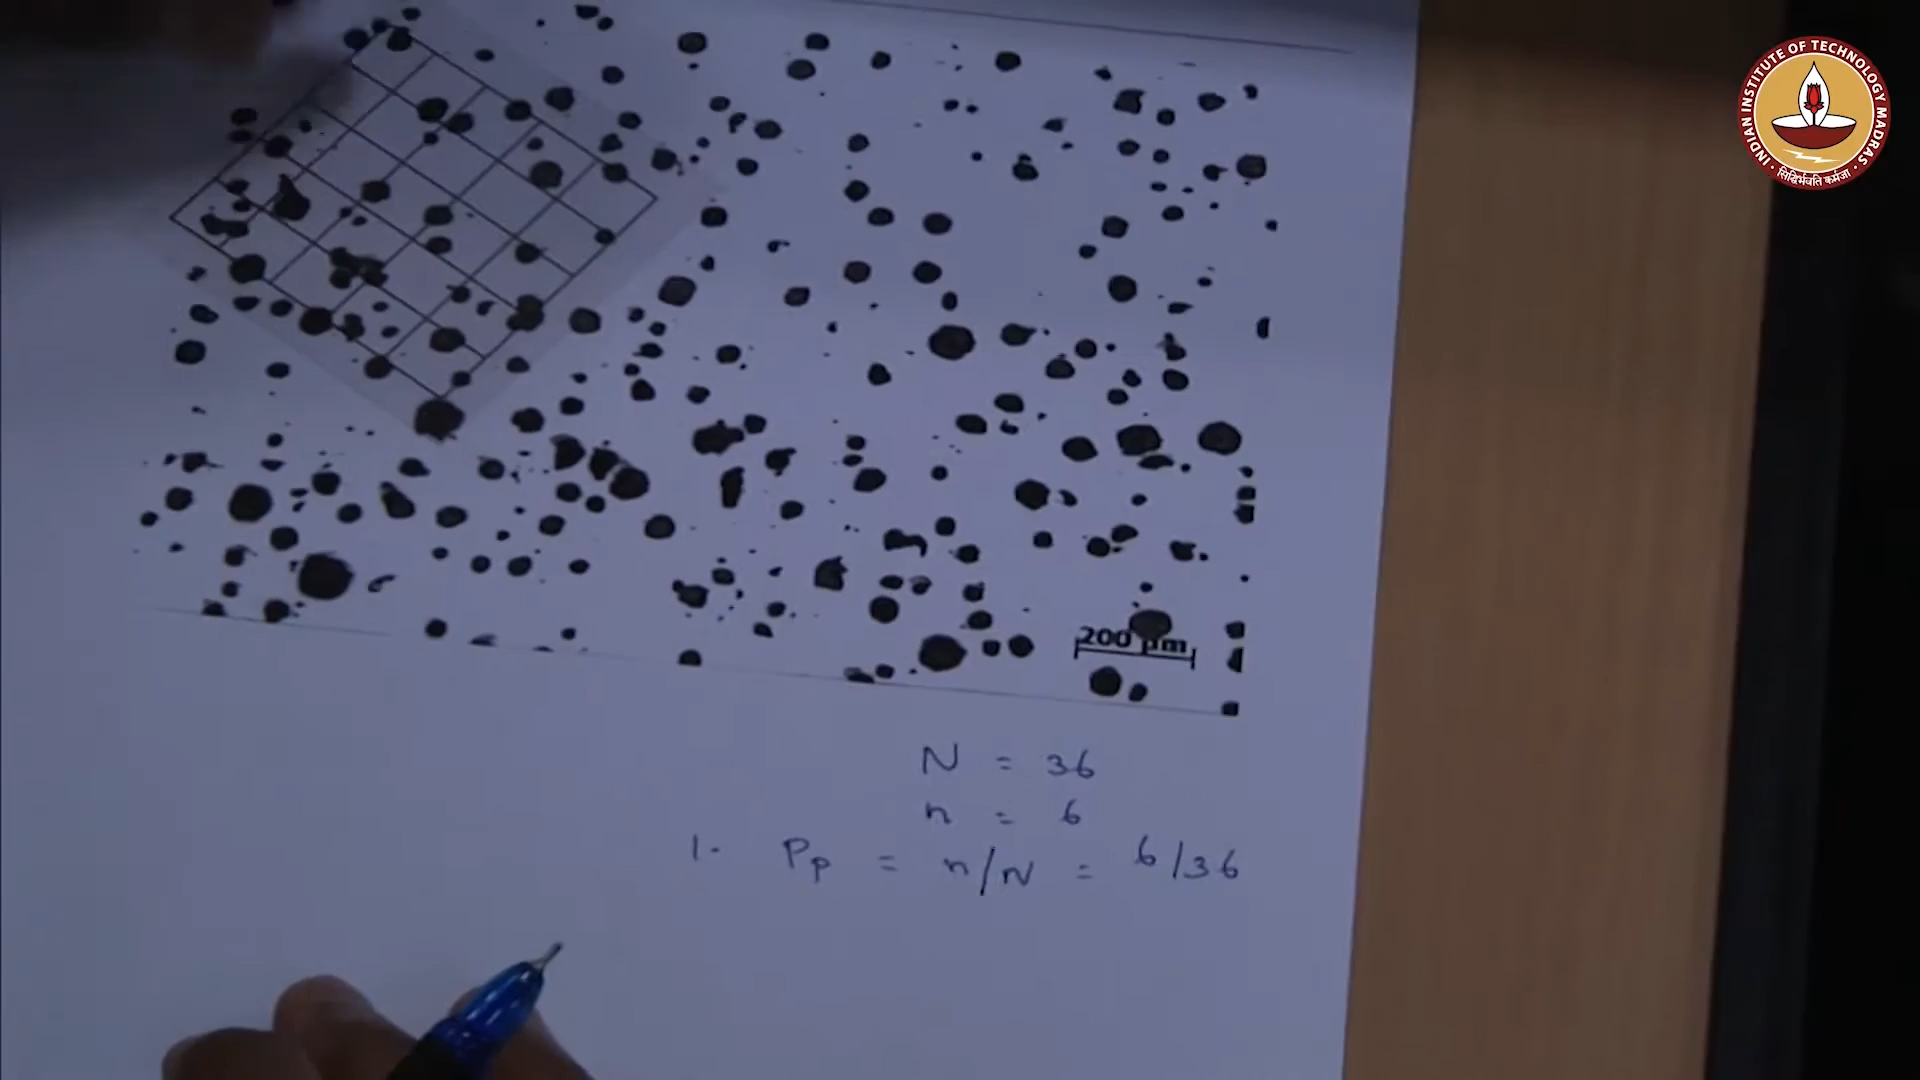 INDIAN INSTITUTE OF TECHNOLOGY MADRAS
सिद्धिर्भवति कर्मजा
200 µm
N = 36
n = 6
1. Pp = n/N = 6/36